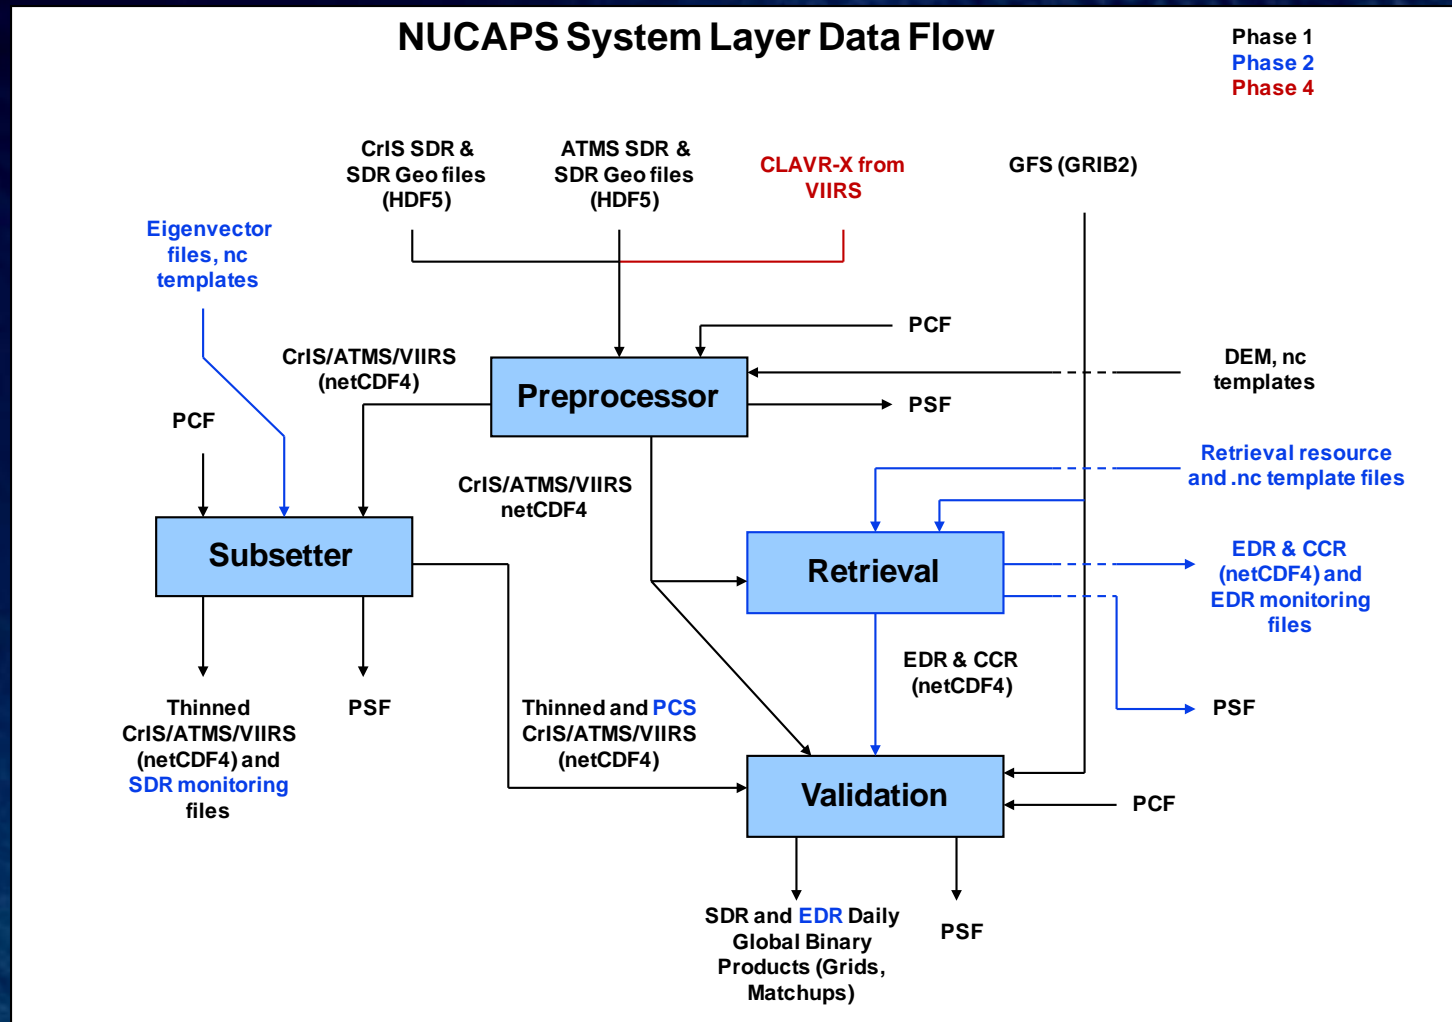 NUCAPS System Layer Data Flow
Phase 1
Phase 2
Phase 4
CrIS SDR &
SDR Geo files
(HDF5)
ATMS SDR &
SDR Geo files
(HDF5)
CLAVR-X from
VIIRS
GFS (GRIB2)
Eigenvector
files, nc
templates
PCF
CrIS/ATMS/VIIRS
(netCDF4)
DEM, nc
templates
Preprocessor
PSF
PCF
Retrieval resource
and .nc template files
CrIS/ATMS/VIIRS
netCDF4
Subsetter
Retrieval
EDR & CCR
(netCDF4) and
EDR monitoring
files
EDR & CCR
(netCDF4)
Thinned
CrIS/ATMS/VIIRS
(netCDF4) and
SDR monitoring
files
PSF
Thinned and PCS
CrIS/ATMS/VIIRS
(netCDF4)
PSF
Validation
PCF
SDR and EDR Daily
Global Binary
Products (Grids,
Matchups)
PSF